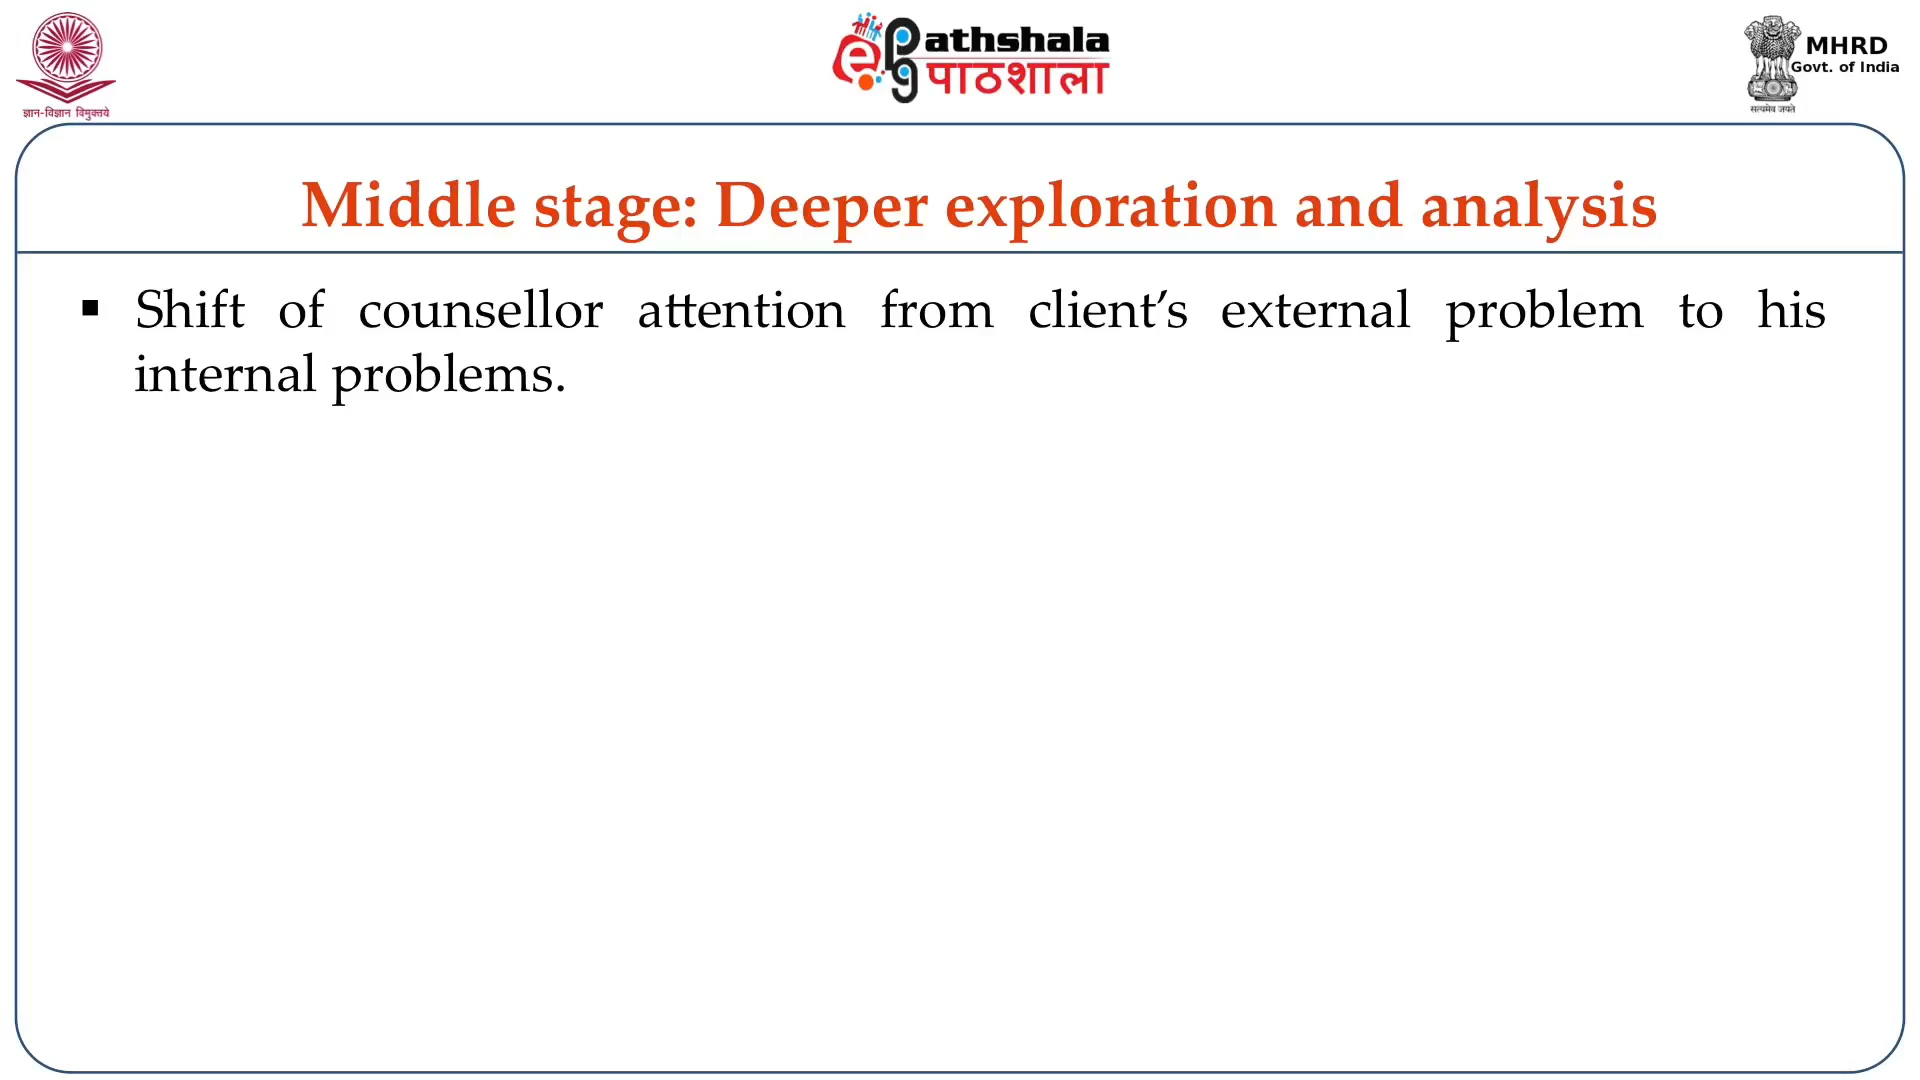 ज्ञान-विज्ञान विमुक्तये
ePathshala
पाठशाला
MHRD
Govt. of India
सत्यमेव जयते
Middle stage: Deeper exploration and analysis
▪ Shift of counsellor attention from client’s external problem to his
internal problems.